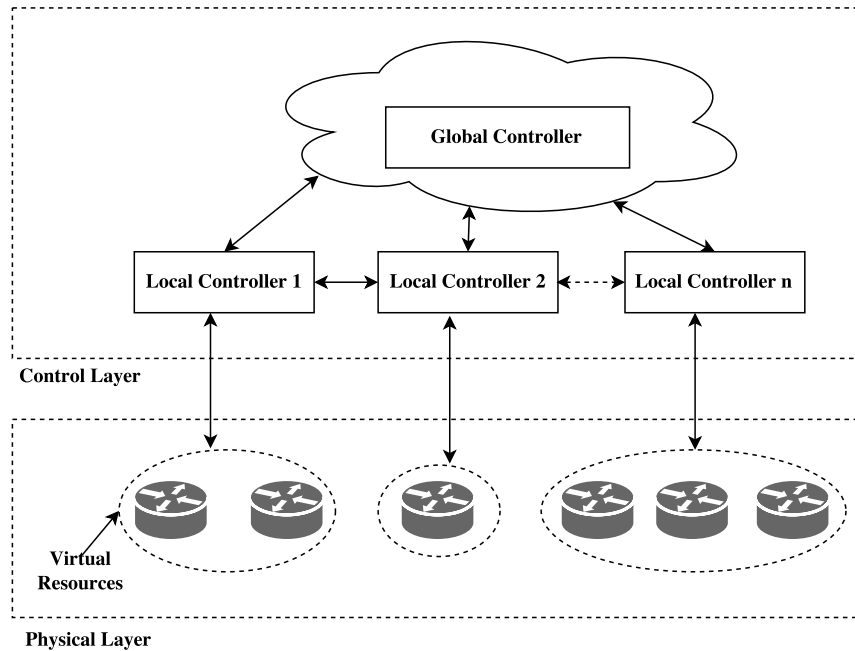 Global Controller
Local Controller 1
Local Controller 2
Local Controller n
Control Layer
Virtual
Resources
Physical Layer